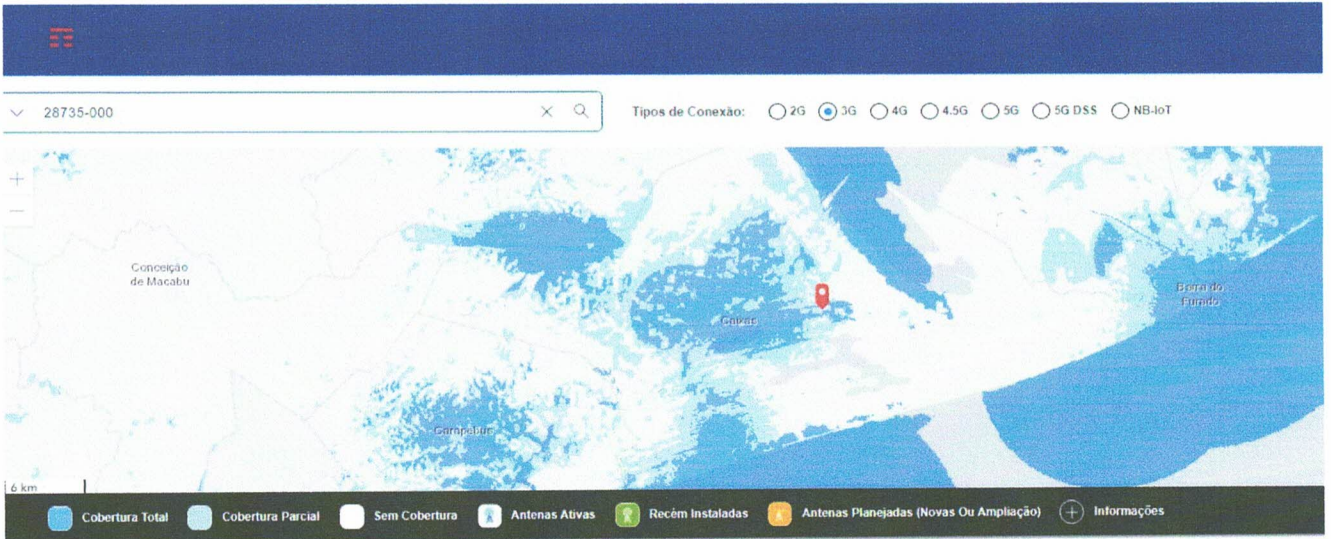 28735-000
Tipos de Conexão: 2G 3G 4G 4.5G 5G 5G DSS NB-IoT
Conceição
de Macabu
Barra do
Furado
Carapebus
6 km
Cobertura Total Cobertura Parcial Sem Cobertura Antenas Ativas Recém Instaladas Antenas Planejadas (Novas Ou Ampliação) Informações